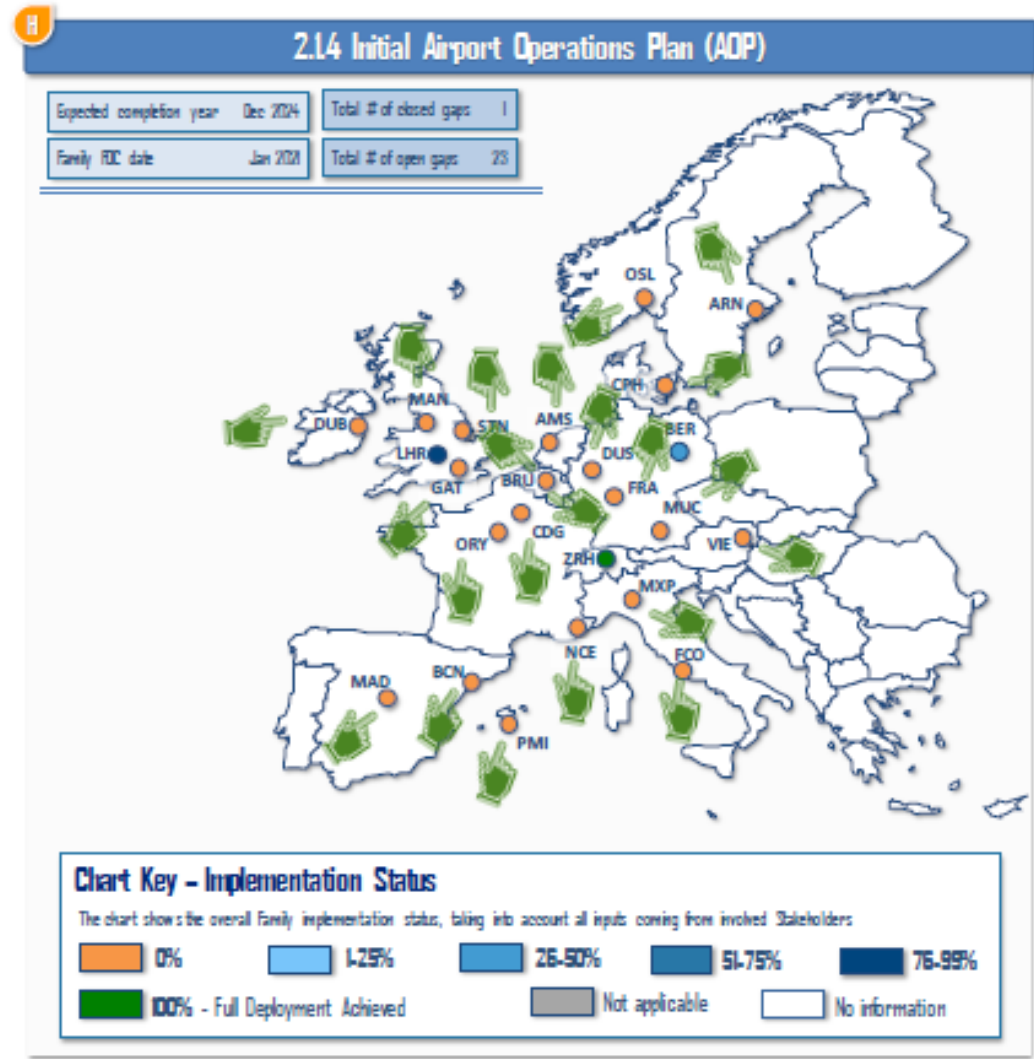 H
2.1.4 Initial Airport Operations Plan (AOP)
Expected completion year Dec 2024
Total # of closed gaps 1
Family FOC date Jan 2021
Total # of open gaps 23
OSL
ARN
CPH
MAN
DUB
STN
AMS
BER
LHR
DUS
GAT
BRU
FRA
MUC
CDG
ORY
VIE
ZRH
MXP
NCE
FCO
BCN
MAD
PMI
Chart Key – Implementation Status
The chart shows the overall Family implementation status, taking into account all inputs coming from involved Stakeholders
0%
1-25%
26-50%
51-75%
76-99%
100% - Full Deployment Achieved
Not applicable
No information